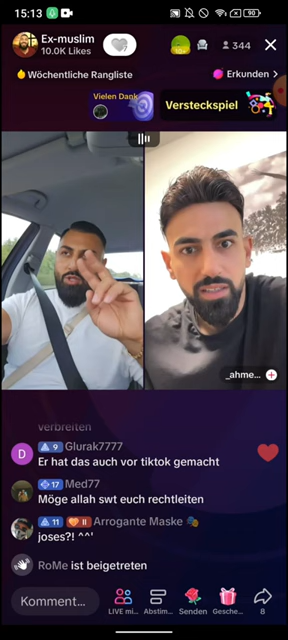 15:13
90
Ex-muslim
10.0K Likes
344
Wöchentliche Rangliste
Erkunden >
Vielen Dank
Versteckspiel
_ahme...
verbreiten
D
9 Glurak7777
Er hat das auch vor tiktok gemacht
17 Med77
Möge allah swt euch rechtleiten
11 II Arrogante Maske 🎭
joses?! ^^'
RoMe ist beigetreten
Komment...
LIVE mi...
Abstim...
Senden
Gesche...
8